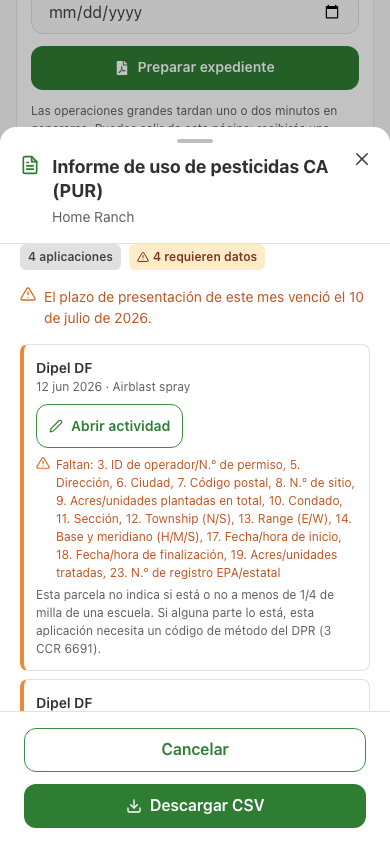 mm/dd/yyyy
Preparar expediente
Las operaciones grandes tardan uno o dos minutos en
Informe de uso de pesticidas CA
(PUR)
Home Ranch
4 aplicaciones
4 requieren datos
El plazo de presentación de este mes venció el 10
de julio de 2026.
Dipel DF
12 jun 2026 · Airblast spray
Abrir actividad
Faltan: 3. ID de operador/N.° de permiso, 5.
Dirección, 6. Ciudad, 7. Código postal, 8. N.° de sitio,
9. Acres/unidades plantadas en total, 10. Condado,
11. Sección, 12. Township (N/S), 13. Range (E/W), 14.
Base y meridiano (H/M/S), 17. Fecha/hora de inicio,
18. Fecha/hora de finalización, 19. Acres/unidades
tratadas, 23. N.° de registro EPA/estatal
Esta parcela no indica si está o no a menos de 1/4 de
milla de una escuela. Si alguna parte lo está, esta
aplicación necesita un código de método del DPR (3
CCR 6691).
Dipel DF
Cancelar
Descargar CSV